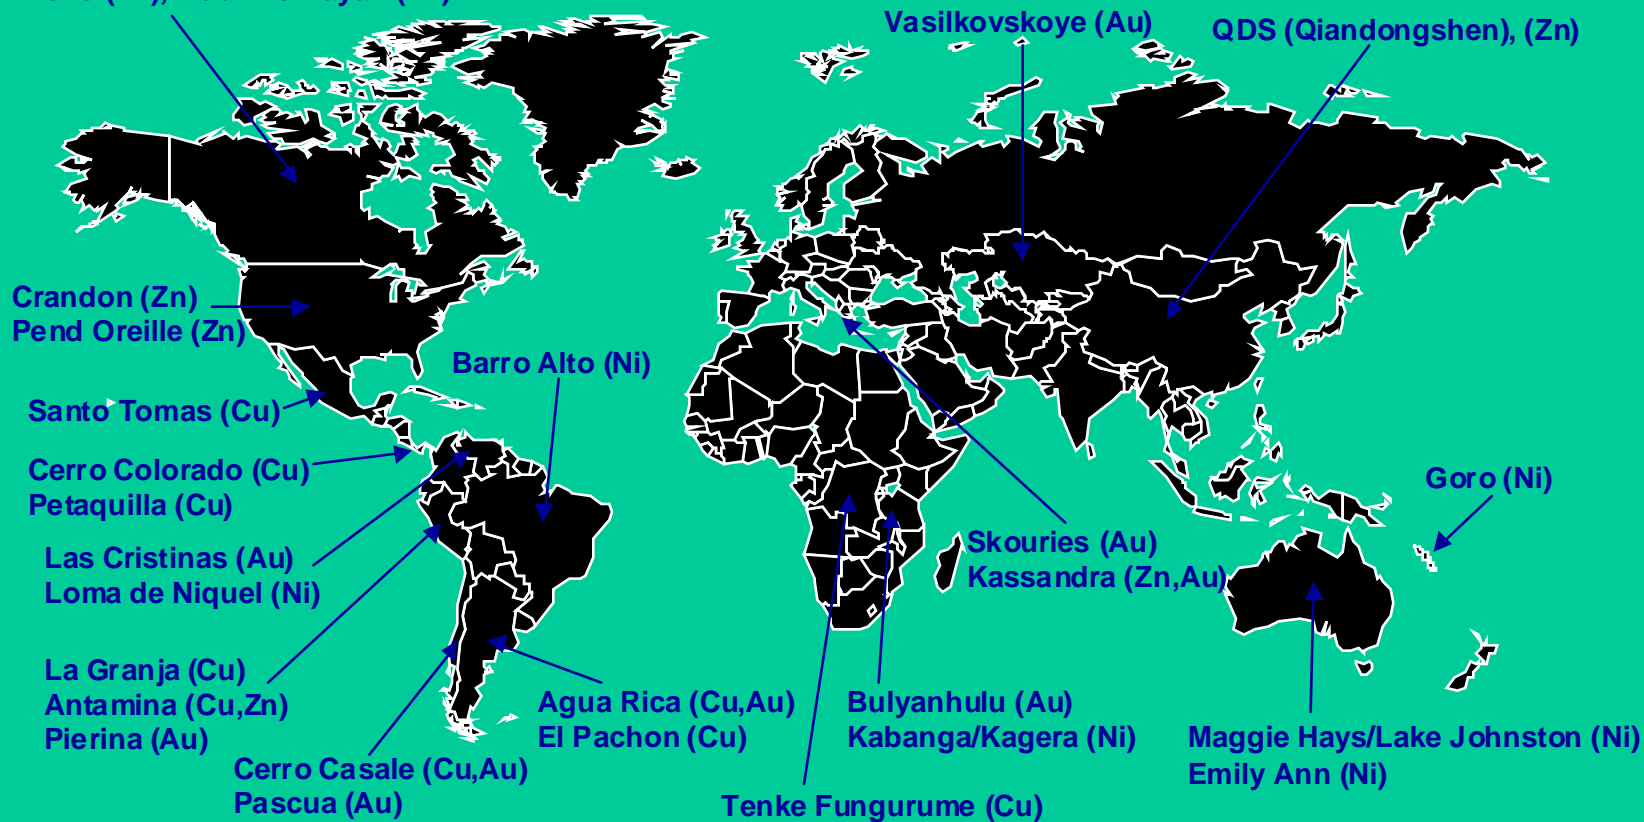 Vasilkovskoye (Au)
QDS (Qiandongshen), (Zn)
Crandon (Zn)
Pend Oreille (Zn)
Barro Alto (Ni)
Santo Tomas (Cu)
Cerro Colorado (Cu)
Petaquilla (Cu)
Goro (Ni)
Las Cristinas (Au)
Loma de Niquel (Ni)
Skouries (Au)
Kassandra (Zn,Au)
La Granja (Cu)
Antamina (Cu,Zn)
Pierina (Au)
Agua Rica (Cu,Au)
El Pachon (Cu)
Bulyanhulu (Au)
Kabanga/Kagera (Ni)
Maggie Hays/Lake Johnston (Ni)
Emily Ann (Ni)
Cerro Casale (Cu,Au)
Pascua (Au)
Tenke Fungurume (Cu)